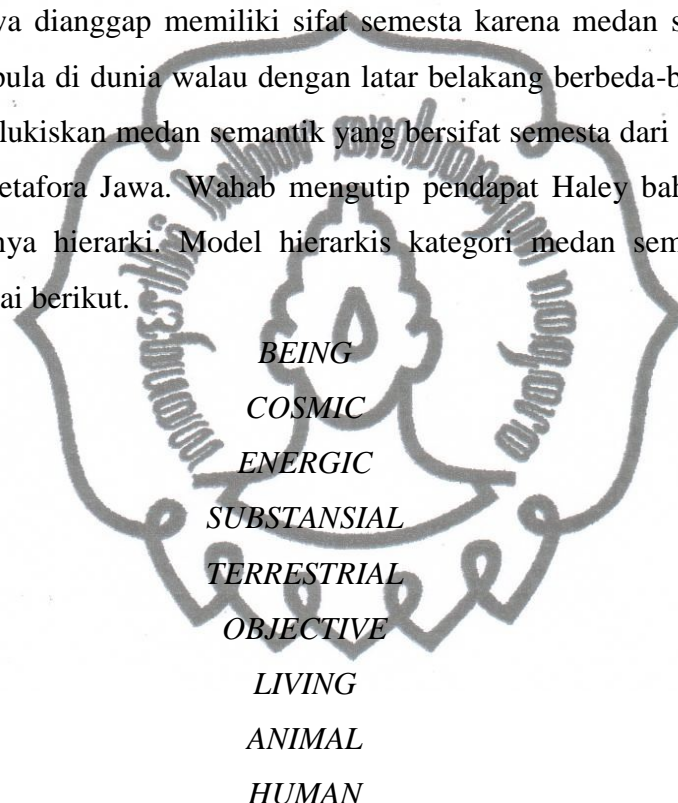 ya dianggap memiliki sifat semesta karena medan s
pula di dunia walau dengan latar belakang berbeda-b
lukiskan medan semantik yang bersifat semesta dari
etafora Jawa. Wahab mengutip pendapat Haley bah
nya hierarki. Model hierarkis kategori medan sem
ai berikut.
BEING
COSMIC
ENERGIC
SUBSTANSIAL
TERRESTRIAL
OBJECTIVE
LIVING
ANIMAL
HUMAN